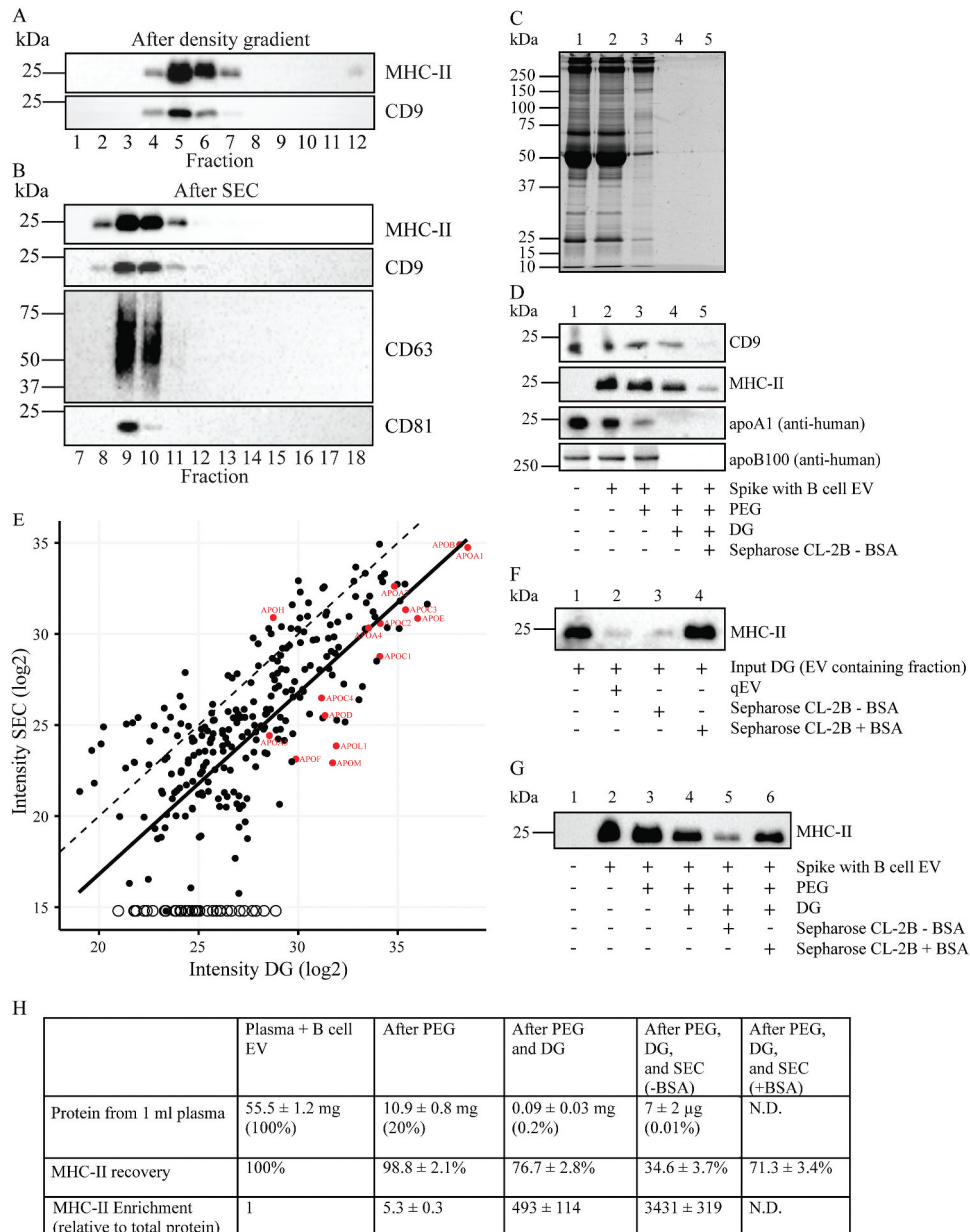 A
After density gradient
kDa
25
MHC-II
25
CD9
1 2 3 4 5 6 7 8 9 10 11 12
Fraction
B
After SEC
kDa
25
MHC-II
25
CD9
75
50
37
CD63
25
CD81
7 8 9 10 11 12 13 14 15 16 17 18
Fraction
C
kDa
1 2 3 4 5
250
150
100
75
50
37
25
15
10
D
kDa
1 2 3 4 5
25
CD9
25
MHC-II
25
apoA1 (anti-human)
250
apoB100 (anti-human)
- + + + + Spike with B cell EV
- - + + + PEG
- - - + + DG
- - - - + Sepharose CL-2B - BSA
E
Intensity SEC (log2)
35
30
25
20
15
20 25 30 35
Intensity DG (log2)
APOB
APOA1
APOH
APOC3
APOE
APOC2
APOA4
APOC1
APOC4
APOD
APOL1
APOF
APOM
F
kDa
1 2 3 4
25
MHC-II
+ + + + Input DG (EV containing fraction)
- + - - qEV
- - + - Sepharose CL-2B - BSA
- - - + Sepharose CL-2B + BSA
G
kDa
1 2 3 4 5 6
25
MHC-II
- + + + + + Spike with B cell EV
- - + + + + PEG
- - - + + + DG
- - - - + - Sepharose CL-2B - BSA
- - - - - + Sepharose CL-2B + BSA
H
Plasma + B cell
EV
After PEG
After PEG
and DG
After PEG,
DG,
and SEC
(-BSA)
After PEG,
DG,
and SEC
(+BSA)
Protein from 1 ml plasma
55.5 ± 1.2 mg
(100%)
10.9 ± 0.8 mg
(20%)
0.09 ± 0.03 mg
(0.2%)
7 ± 2 µg
(0.01%)
N.D.
MHC-II recovery
100%
98.8 ± 2.1%
76.7 ± 2.8%
34.6 ± 3.7%
71.3 ± 3.4%
MHC-II Enrichment
(relative to total protein)
1
5.3 ± 0.3
493 ± 114
3431 ± 319
N.D.